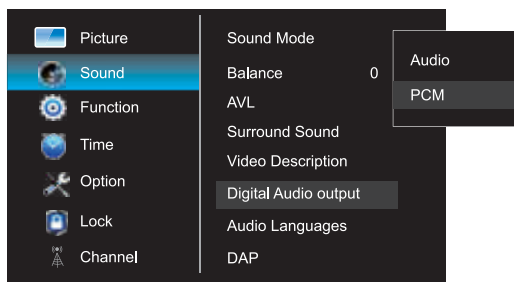 Picture
Sound
Function
Time
Option
Lock
Channel
Sound Mode
Balance 0
AVL
Surround Sound
Video Description
Digital Audio output
Audio Languages
DAP
Audio
PCM